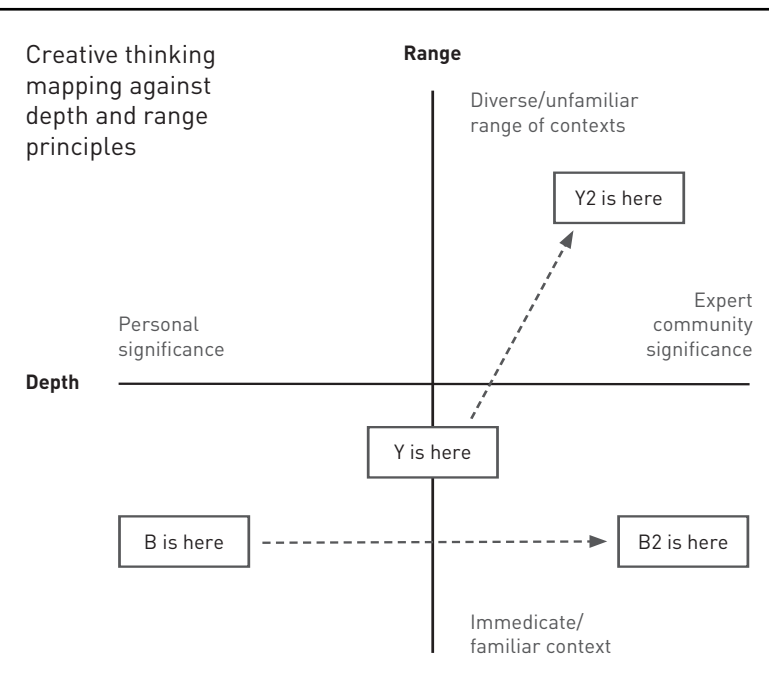 Creative thinking
mapping against
depth and range
principles
Range
Diverse/unfamiliar
range of contexts
Y2 is here
Personal
significance
Expert
community
significance
Depth
Y is here
B is here
B2 is here
Immedicate/
familiar context